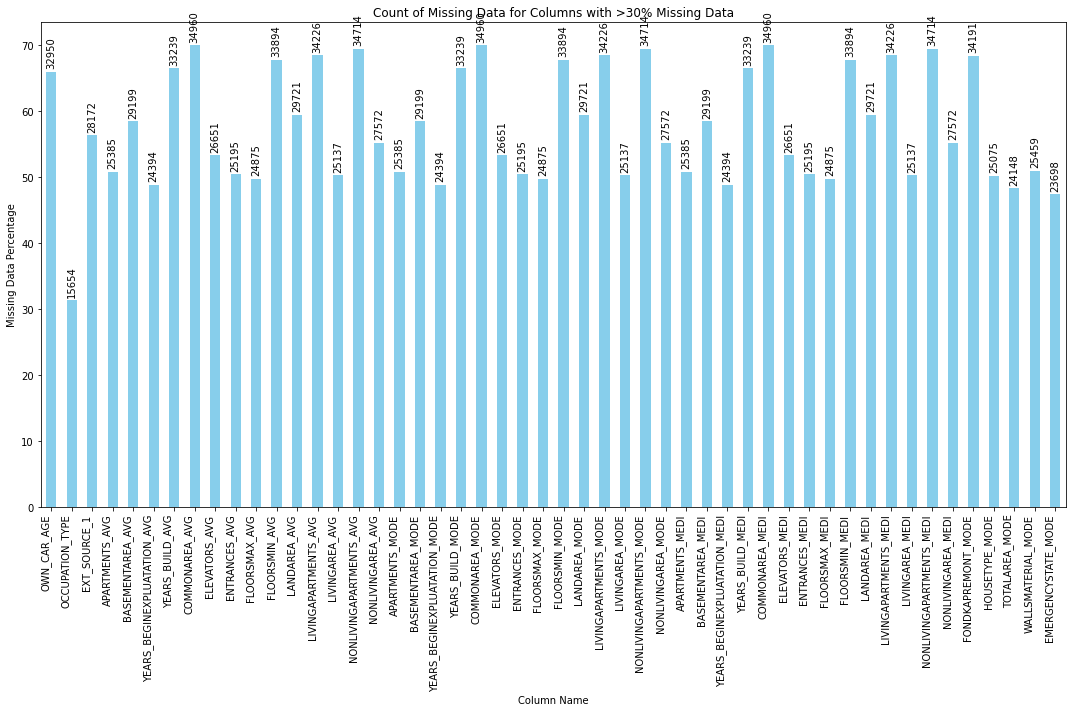 Count of Missing Data for Columns with >30% Missing Data
Missing Data Percentage
70
60
50
40
30
20
10
0
32950
15654
28172
25385
29199
24394
33239
34960
26651
25195
24875
33894
29721
34226
25137
34714
27572
25385
29199
24394
33239
34960
26651
25195
24875
33894
29721
34226
25137
34714
27572
25385
29199
24394
33239
34960
26651
25195
24875
33894
29721
34226
25137
34714
27572
34191
25075
24148
25459
23698
OWN_CAR_AGE
OCCUPATION_TYPE
EXT_SOURCE_1
APARTMENTS_AVG
BASEMENTAREA_AVG
YEARS_BEGINEXPLUATATION_AVG
YEARS_BUILD_AVG
COMMONAREA_AVG
ELEVATORS_AVG
ENTRANCES_AVG
FLOORSMAX_AVG
FLOORSMIN_AVG
LANDAREA_AVG
LIVINGAPARTMENTS_AVG
LIVINGAREA_AVG
NONLIVINGAPARTMENTS_AVG
NONLIVINGAREA_AVG
APARTMENTS_MODE
BASEMENTAREA_MODE
YEARS_BEGINEXPLUATATION_MODE
YEARS_BUILD_MODE
COMMONAREA_MODE
ELEVATORS_MODE
ENTRANCES_MODE
FLOORSMAX_MODE
FLOORSMIN_MODE
LANDAREA_MODE
LIVINGAPARTMENTS_MODE
LIVINGAREA_MODE
NONLIVINGAPARTMENTS_MODE
NONLIVINGAREA_MODE
APARTMENTS_MEDI
BASEMENTAREA_MEDI
YEARS_BEGINEXPLUATATION_MEDI
YEARS_BUILD_MEDI
COMMONAREA_MEDI
ELEVATORS_MEDI
ENTRANCES_MEDI
FLOORSMAX_MEDI
FLOORSMIN_MEDI
LANDAREA_MEDI
LIVINGAPARTMENTS_MEDI
LIVINGAREA_MEDI
NONLIVINGAPARTMENTS_MEDI
NONLIVINGAREA_MEDI
FONDKAPREMONT_MODE
HOUSETYPE_MODE
TOTALAREA_MODE
WALLSMATERIAL_MODE
EMERGENCYSTATE_MODE
Column Name